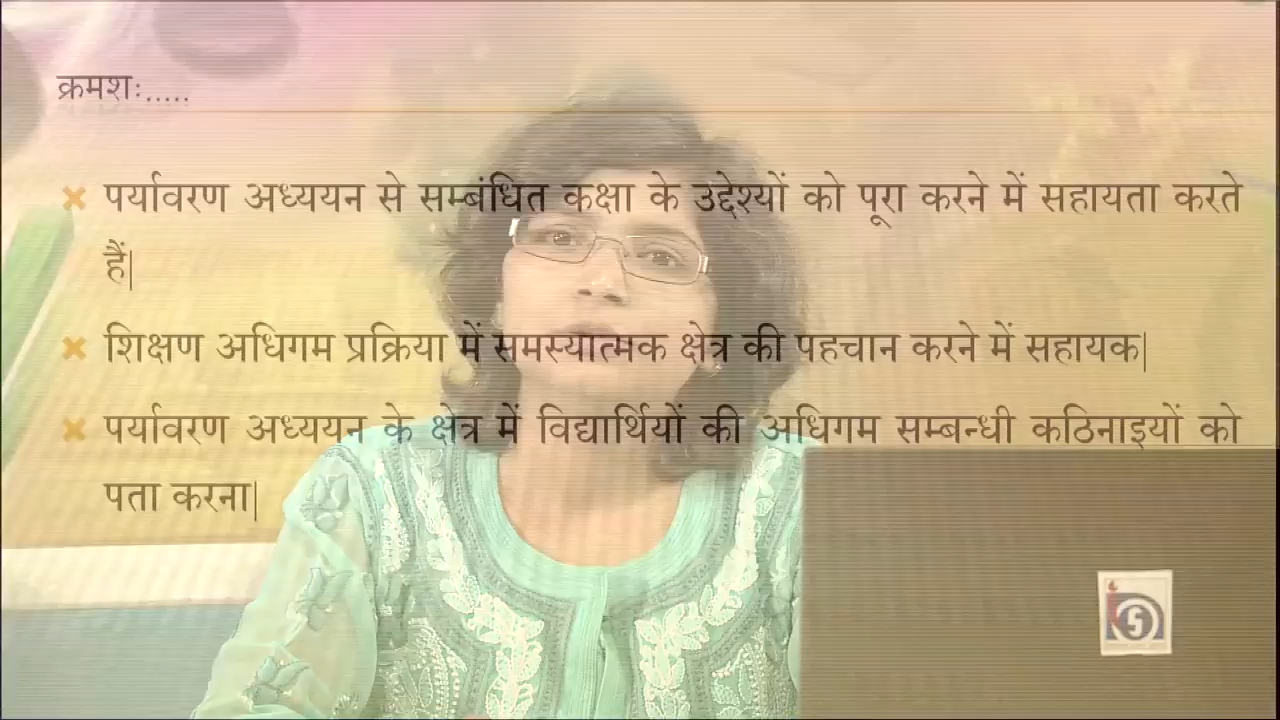 क्रमशः.....
पर्यावरण अध्ययन से सम्बंधित कक्षा के उद्देश्यों को पूरा करने में सहायता करते
हैं|
शिक्षण अधिगम प्रक्रिया में समस्यात्मक क्षेत्र की पहचान करने में सहायक|
पर्यावरण अध्ययन के क्षेत्र में विद्यार्थियों की अधिगम सम्बन्धी कठिनाइयों को
पता करना|